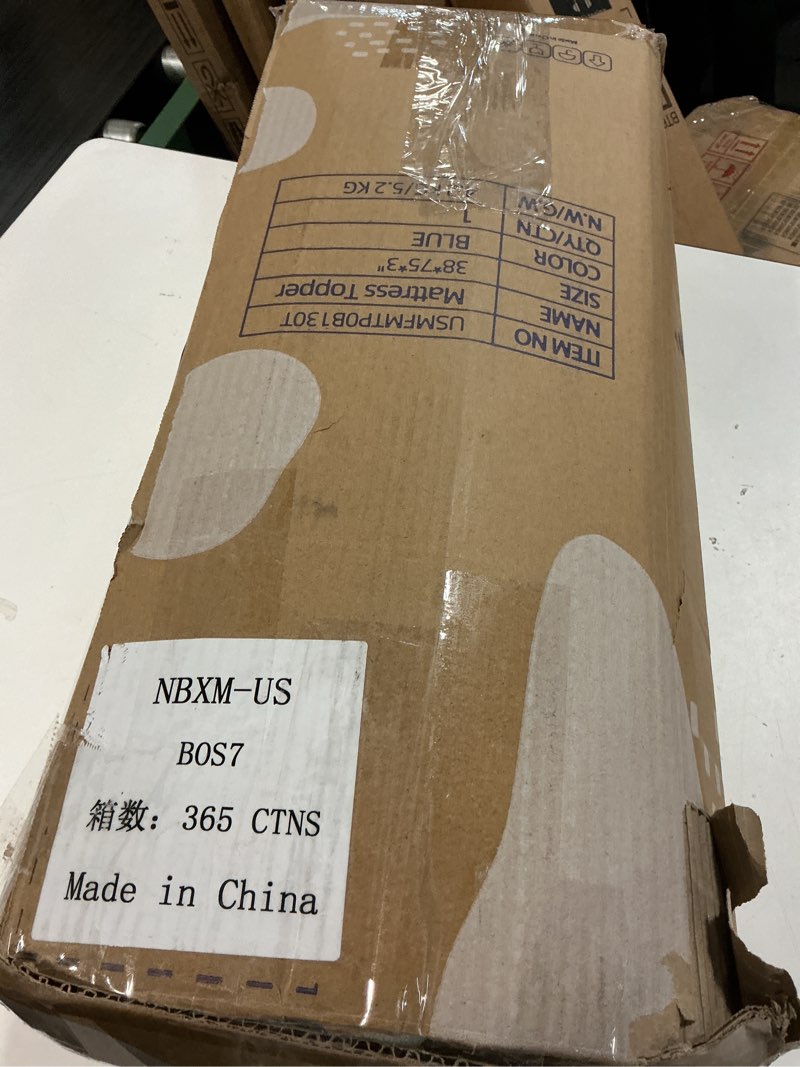 ITEM NO USMFMTP0B130T
NAME Mattress Topper
SIZE 38*75*3"
COLOR BLUE
QTY/CTN 1
N.W/G.W /5.2 KG
NBXM-US
BOS7
箱数: 365 CTNS
Made in China